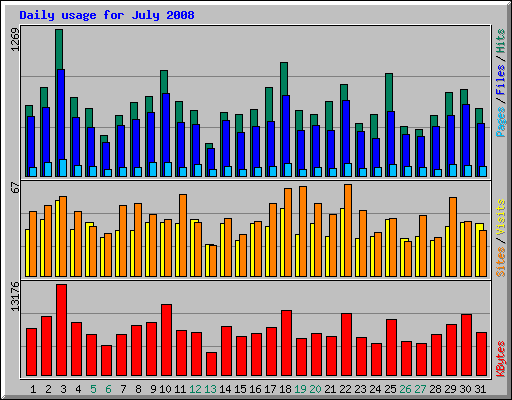 Daily usage for July 2008
1269
Pages / Files / Hits
67
Sites / Visits
13176
KBytes
1 2 3 4 5 6 7 8 9 10 11 12 13 14 15 16 17 18 19 20 21 22 23 24 25 26 27 28 29 30 31